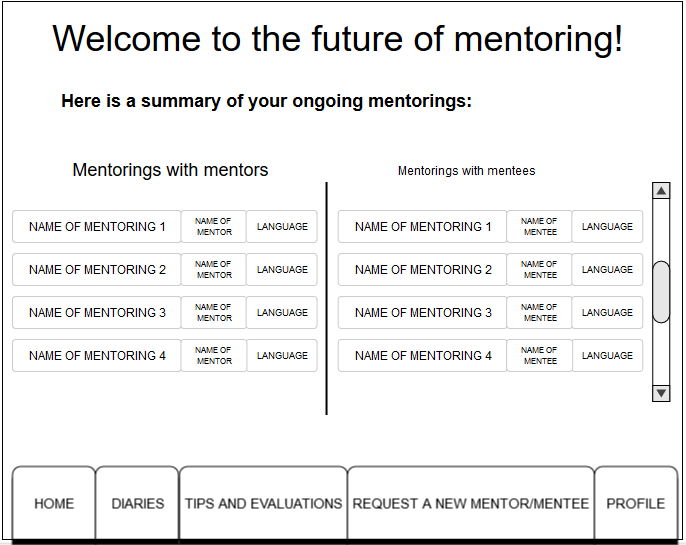 Welcome to the future of mentoring!
Here is a summary of your ongoing mentorings:
Mentorings with mentors
NAME OF MENTORING 1 NAME OF MENTOR LANGUAGE
NAME OF MENTORING 2 NAME OF MENTOR LANGUAGE
NAME OF MENTORING 3 NAME OF MENTOR LANGUAGE
NAME OF MENTORING 4 NAME OF MENTOR LANGUAGE
Mentorings with mentees
NAME OF MENTORING 1 NAME OF MENTEE LANGUAGE
NAME OF MENTORING 2 NAME OF MENTEE LANGUAGE
NAME OF MENTORING 3 NAME OF MENTEE LANGUAGE
NAME OF MENTORING 4 NAME OF MENTEE LANGUAGE
HOME DIARIES TIPS AND EVALUATIONS REQUEST A NEW MENTOR/MENTEE PROFILE